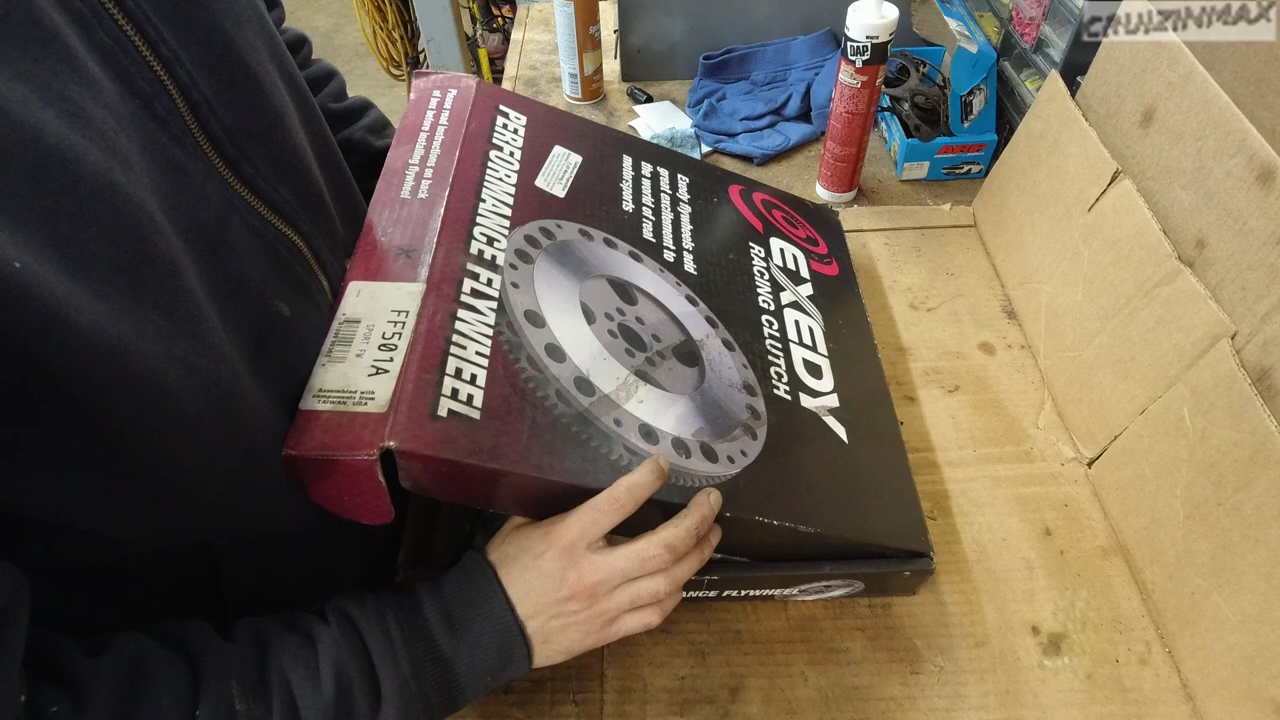 CRUIZINMAX
DAP
WHITE
ARP
EXEDY
RACING CLUTCH
Exedy flywheels add
great excitement to
the world of real
motorsports
PERFORMANCE FLYWHEEL
Please read instructions on back
of box before installing flywheel
FF501A
SPORT FW
Assembled with
components from
TAIWAN, USA
ANCE FLYWHEEL